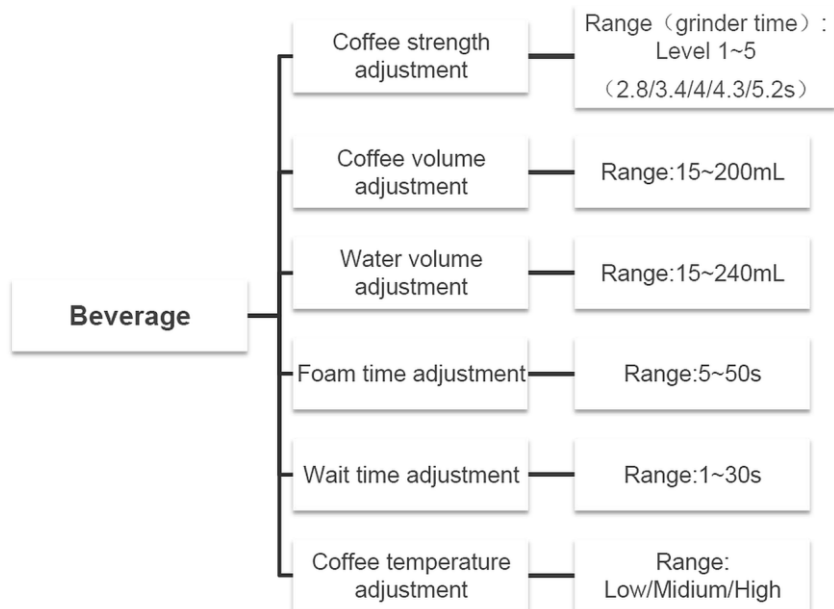 Beverage
Coffee strength
adjustment
Range（grinder time）:
Level 1~5
（2.8/3.4/4/4.3/5.2s）
Coffee volume
adjustment
Range:15~200mL
Water volume
adjustment
Range:15~240mL
Foam time adjustment
Range:5~50s
Wait time adjustment
Range:1~30s
Coffee temperature
adjustment
Range:
Low/Midium/High